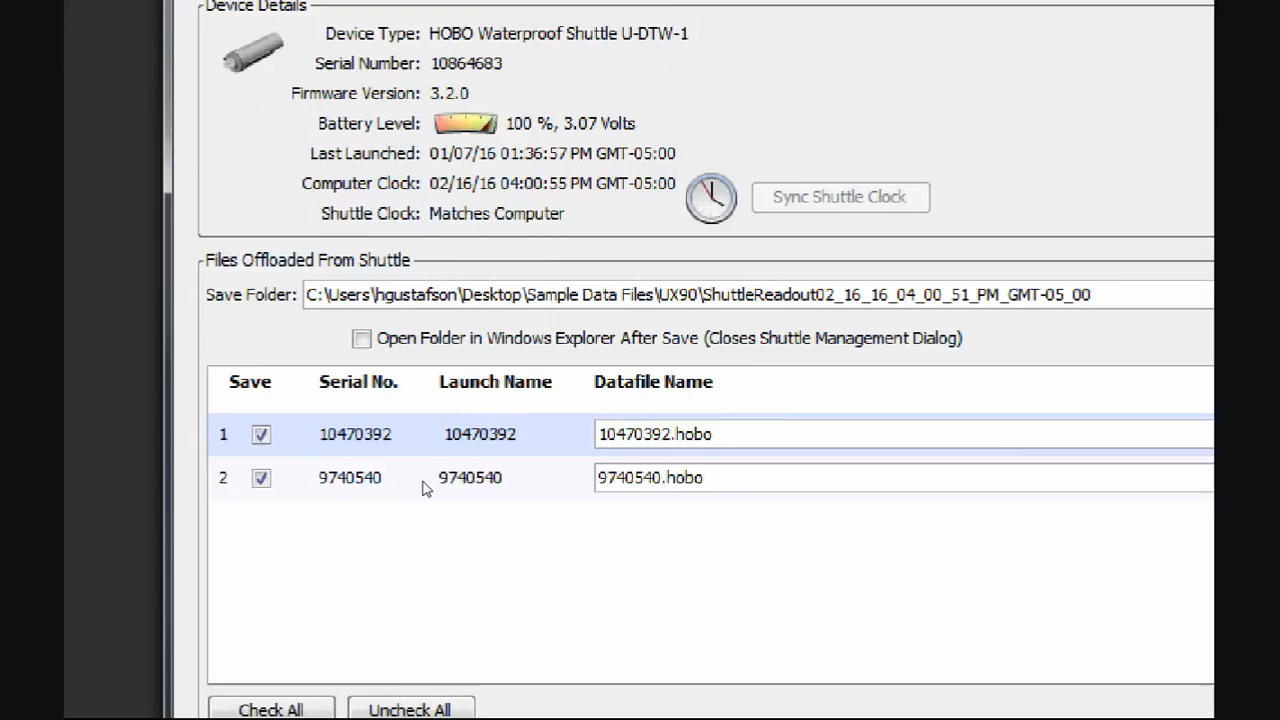 Device Details
Device Type: HOBO Waterproof Shuttle U-DTW-1
Serial Number: 10864683
Firmware Version: 3.2.0
Battery Level: 100 %, 3.07 Volts
Last Launched: 01/07/16 01:36:57 PM GMT-05:00
Computer Clock: 02/16/16 04:00:55 PM GMT-05:00
Sync Shuttle Clock
Shuttle Clock: Matches Computer
Files Offloaded From Shuttle
Save Folder: C:\Users\hgustafson\Desktop\Sample Data Files\UX90\ShuttleReadout02_16_16_04_00_51_PM_GMT-05_00
Open Folder in Windows Explorer After Save (Closes Shuttle Management Dialog)
Save Serial No. Launch Name Datafile Name
1 10470392 10470392 10470392.hobo
2 9740540 9740540 9740540.hobo
Check All Uncheck All